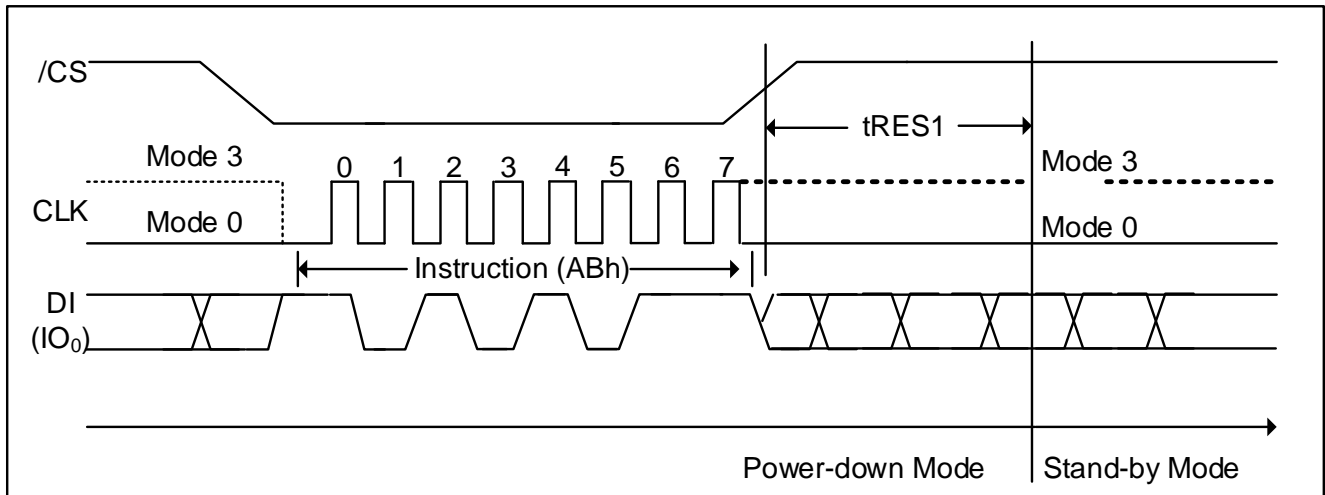 /CS
tRES1
Mode 3
0 1 2 3 4 5 6 7
Mode 3
CLK
Mode 0
Mode 0
Instruction (ABh)
DI
(IO₀)
Power-down Mode
Stand-by Mode